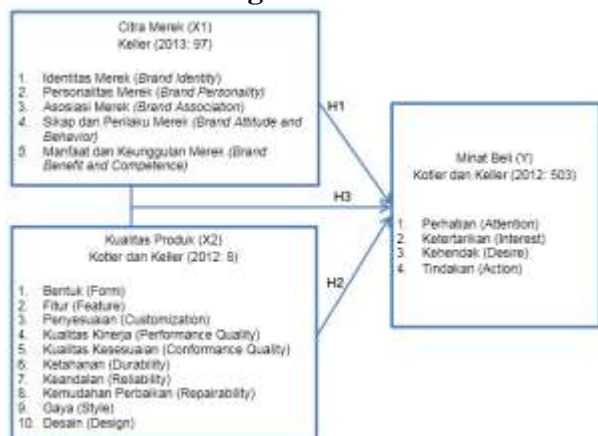 Citra Merek (X1)
Keller (2013: 97)
1. Identitas Merek (Brand Identity)
2. Personalitas Merek (Brand Personality)
3. Asosiasi Merek (Brand Association)
4. Sikap dan Perilaku Merek (Brand Attitude and
Behavior)
5. Manfaat dan Keunggulan Merek (Brand
Benefit and Competence)
H1
Minat Beli (Y)
Kotler dan Keller (2012: 503)
1. Perhatian (Attention)
2. Ketertarikan (Interest)
3. Kehendak (Desire)
4. Tindakan (Action)
H3
Kualitas Produk (X2)
Kotler dan Keller (2012: 8)
1. Bentuk (Form)
2. Fitur (Feature)
3. Penyesuaian (Customization)
4. Kualitas Kinerja (Performance Quality)
5. Kualitas Kesesuaian (Conformance Quality)
6. Ketahanan (Durability)
7. Keandalan (Reliability)
8. Kemudahan Perbaikan (Repairability)
9. Gaya (Style)
10. Desain (Design)
H2